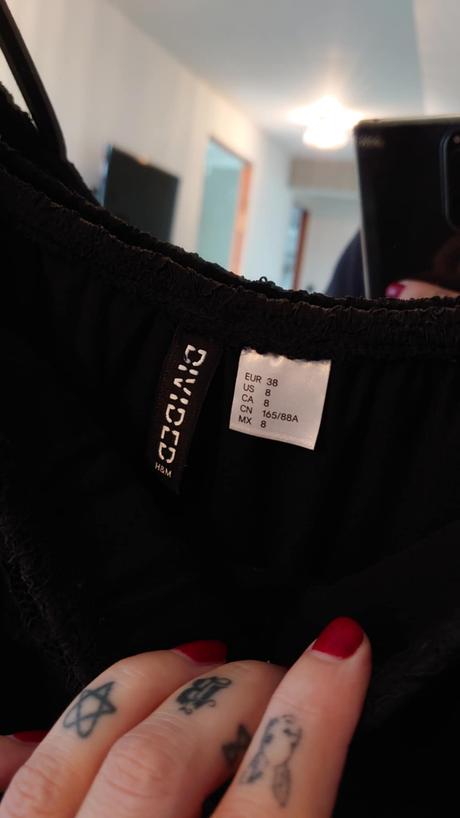 DIVIDED
H&M
EUR 38
US 8
CA 8
CN 165/88A
MX 8